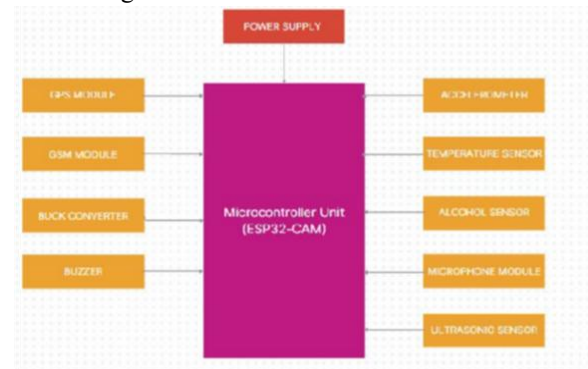 POWER SUPPLY
GPS MODULE
ACCELEROMETER
GSM MODULE
TEMPERATURE SENSOR
BUCK CONVERTER
Microcontroller Unit
(ESP32-CAM)
ALCOHOL SENSOR
BUZZER
MICROPHONE MODULE
ULTRASONIC SENSOR